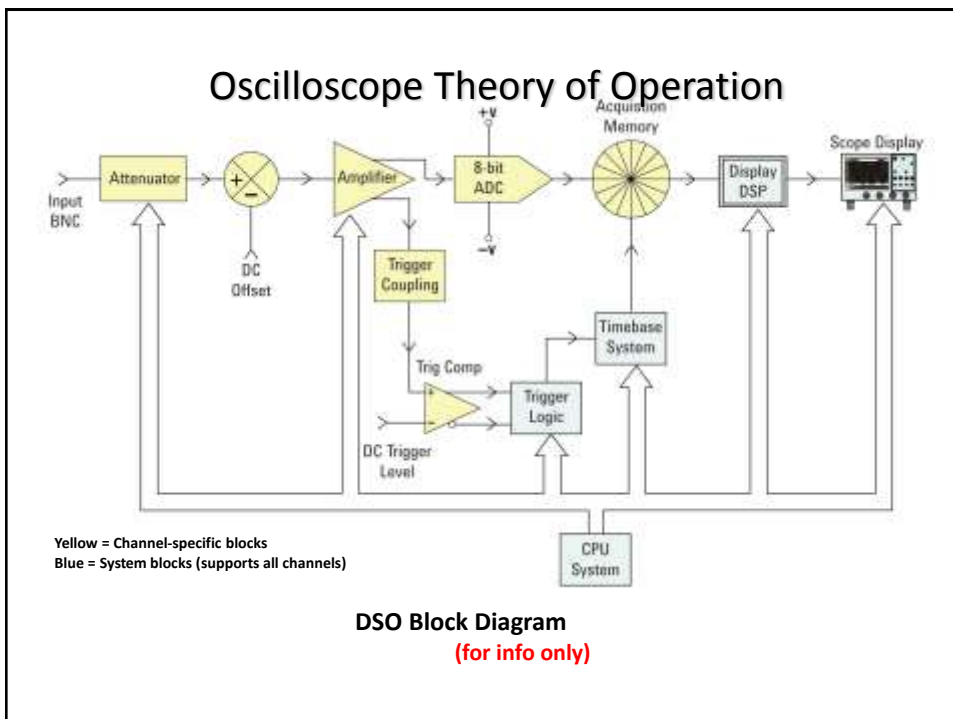 Oscilloscope Theory of Operation
+V
Acquisition
Memory
Scope Display
Attenuator
+
−
Amplifier
8-bit
ADC
Display
DSP
Input
BNC
−V
DC
Offset
Trigger
Coupling
Timebase
System
Trig Comp
+
−
Trigger
Logic
DC Trigger
Level
Yellow = Channel-specific blocks
Blue = System blocks (supports all channels)
CPU
System
DSO Block Diagram
(for info only)